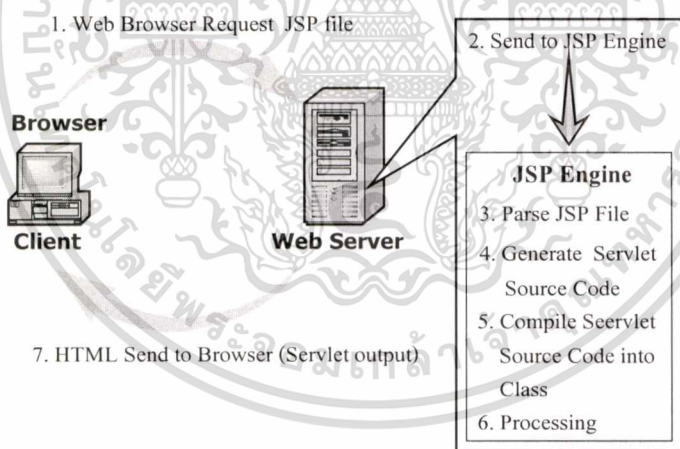 1. Web Browser Request JSP file
2. Send to JSP Engine
Browser
Client
Web Server
JSP Engine
3. Parse JSP File
4. Generate Servlet
Source Code
5. Compile Seervlet
Source Code into
Class
6. Processing
7. HTML Send to Browser (Servlet output)